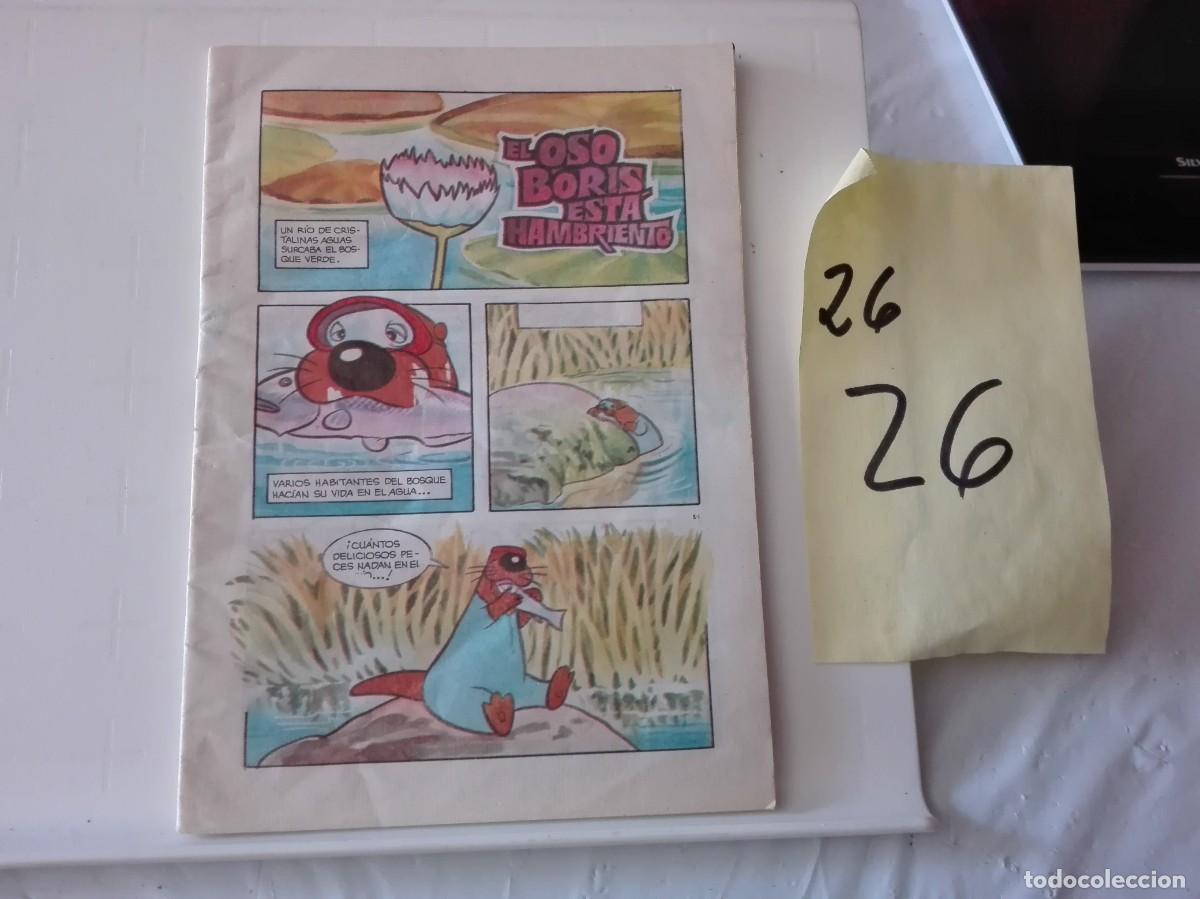 EL OSO
BORIS
ESTÁ
HAMBRIENTO
UN RÍO DE CRIS-
TALINAS AGUAS
SURCABA EL BOS-
QUE VERDE.
VARIOS HABITANTES DEL BOSQUE
HACÍAN SU VIDA EN EL AGUA...
¡CUÁNTOS
DELICIOSOS PE-
CES NADAN EN El
...!
26
26
SILV
todocoleccion